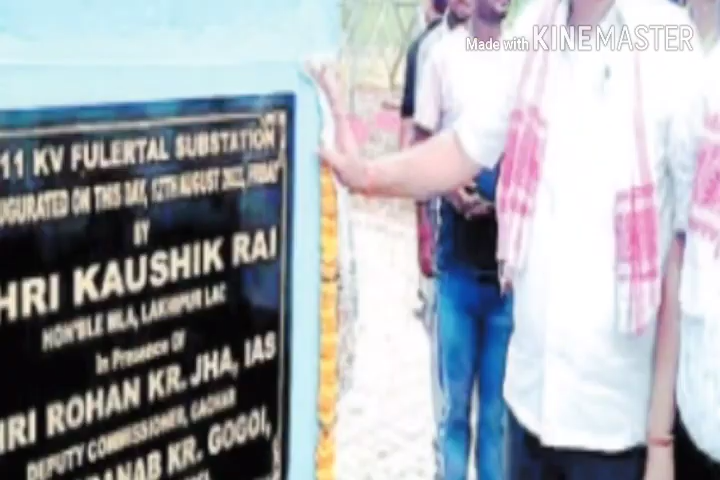 Made with KINEMASTER
11 KV FULERTAL SUBSTATION
UGURATED ON THIS DAY, 12TH AUGUST 2022, FRIDAY
BY
HRI KAUSHIK RAI
HON'BLE MLA, LAKHIPUR LAC
In Presence Of
HRI ROHAN KR. JHA, IAS
DEPUTY COMMISSIONER, CACHAR
RANAB KR. GOGOI,